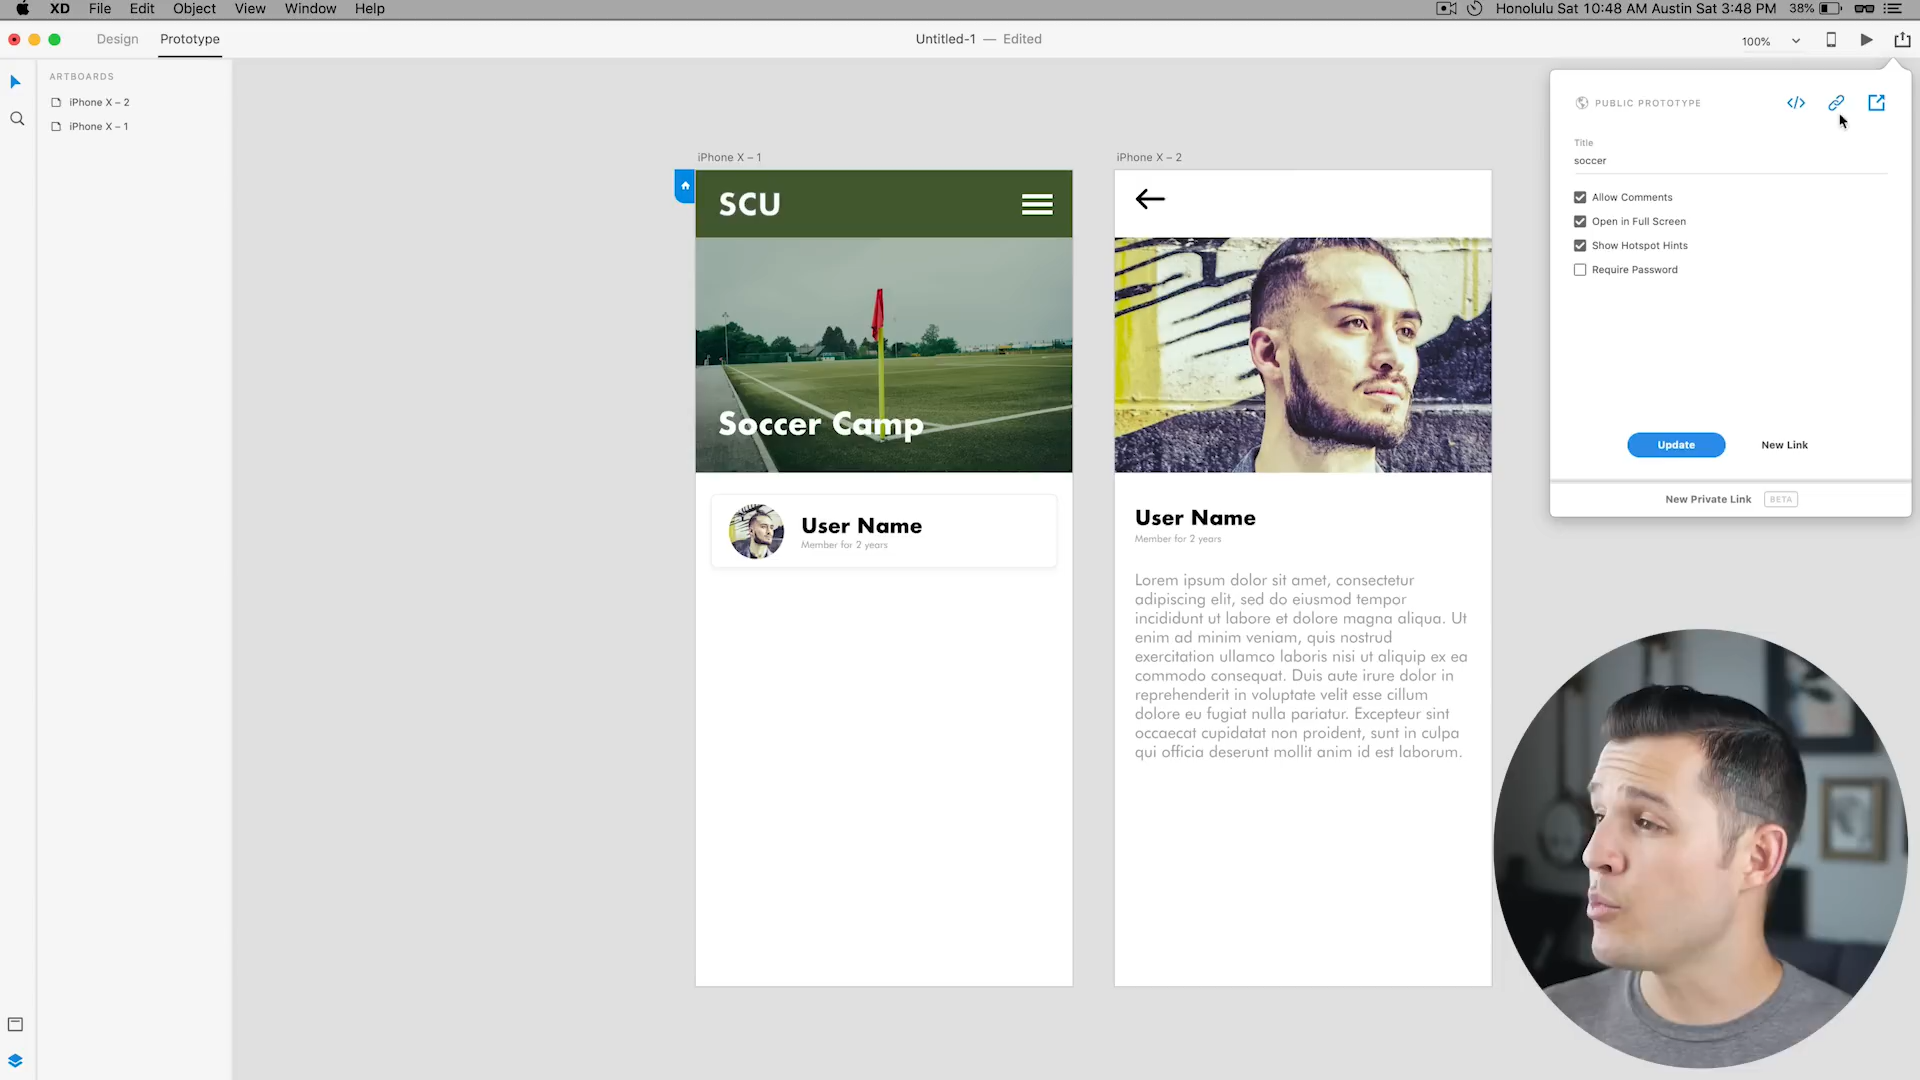 XD File Edit Object View Window Help
Honolulu Sat 10:48 AM Austin Sat 3:48 PM 38%
Design Prototype
Untitled-1 — Edited
100%
ARTBOARDS
iPhone X – 2
iPhone X – 1
iPhone X – 1
SCU
Soccer Camp
User Name
Member for 2 years
iPhone X – 2
User Name
Member for 2 years
Lorem ipsum dolor sit amet, consectetur
adipiscing elit, sed do eiusmod tempor
incididunt ut labore et dolore magna aliqua. Ut
enim ad minim veniam, quis nostrud
exercitation ullamco laboris nisi ut aliquip ex ea
commodo consequat. Duis aute irure dolor in
reprehenderit in voluptate velit esse cillum
dolore eu fugiat nulla pariatur. Excepteur sint
occaecat cupidatat non proident, sunt in culpa
qui officia deserunt mollit anim id est laborum.
PUBLIC PROTOTYPE
Title
soccer
Allow Comments
Open in Full Screen
Show Hotspot Hints
Require Password
Update
New Link
New Private Link BETA